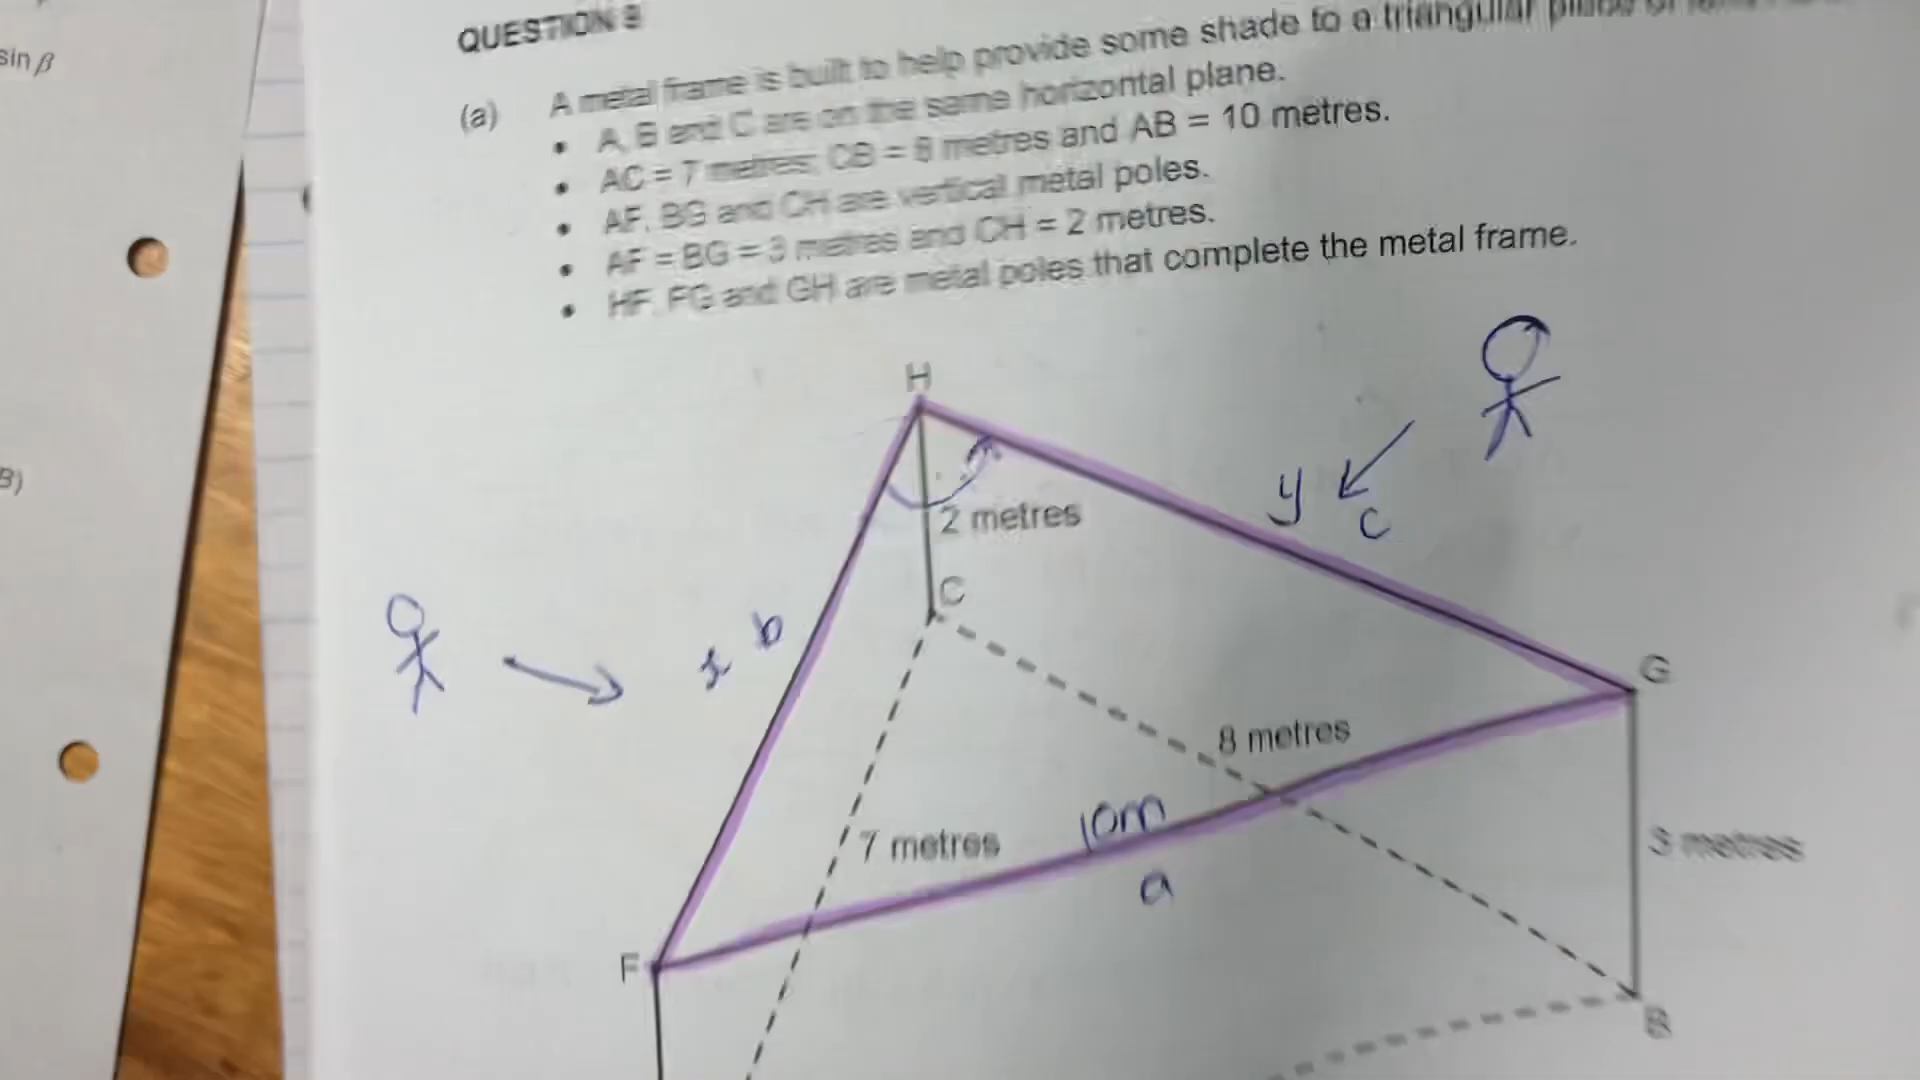 sin β
B)
QUESTION 3
(a) A metal frame is built to help provide some shade to a triangular
• A, B and C are on the same horizontal plane.
• AC = 7 metres; CB = 8 metres and AB = 10 metres.
• AF, BG and CH are vertical metal poles.
• AF = BG = 3 metres and CH = 2 metres.
• HF, FG and GH are metal poles that complete the metal frame.
H
y
c
2 metres
C
b
x
G
8 metres
10m
7 metres
a
3 metres
F
B